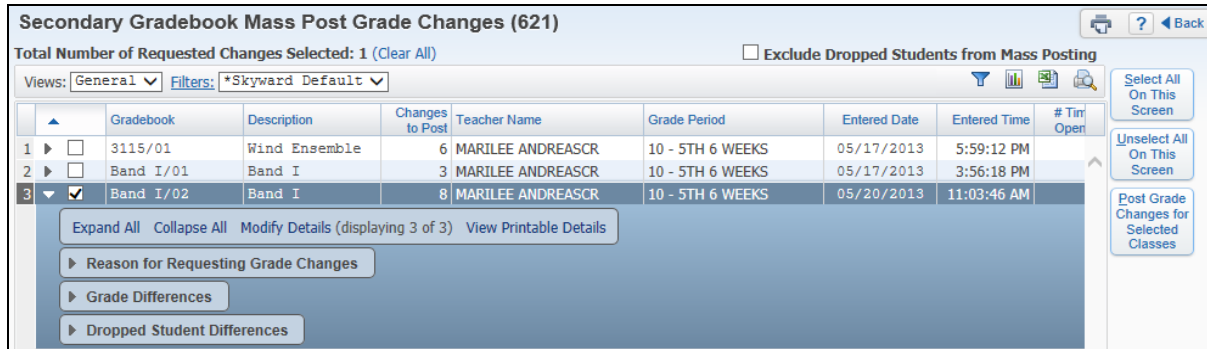 Secondary Gradebook Mass Post Grade Changes (621)
? Back
Total Number of Requested Changes Selected: 1 (Clear All)
Exclude Dropped Students from Mass Posting
Views: General Filters: *Skyward Default
Select All On This Screen
Unselect All On This Screen
Post Grade Changes for Selected Classes
Gradebook Description Changes to Post Teacher Name Grade Period Entered Date Entered Time # Tim Open
1 3115/01 Wind Ensemble 6 MARILEE ANDREASCR 10 - 5TH 6 WEEKS 05/17/2013 5:59:12 PM
2 Band I/01 Band I 3 MARILEE ANDREASCR 10 - 5TH 6 WEEKS 05/17/2013 3:56:18 PM
3 Band I/02 Band I 8 MARILEE ANDREASCR 10 - 5TH 6 WEEKS 05/20/2013 11:03:46 AM
Expand All Collapse All Modify Details (displaying 3 of 3) View Printable Details
Reason for Requesting Grade Changes
Grade Differences
Dropped Student Differences